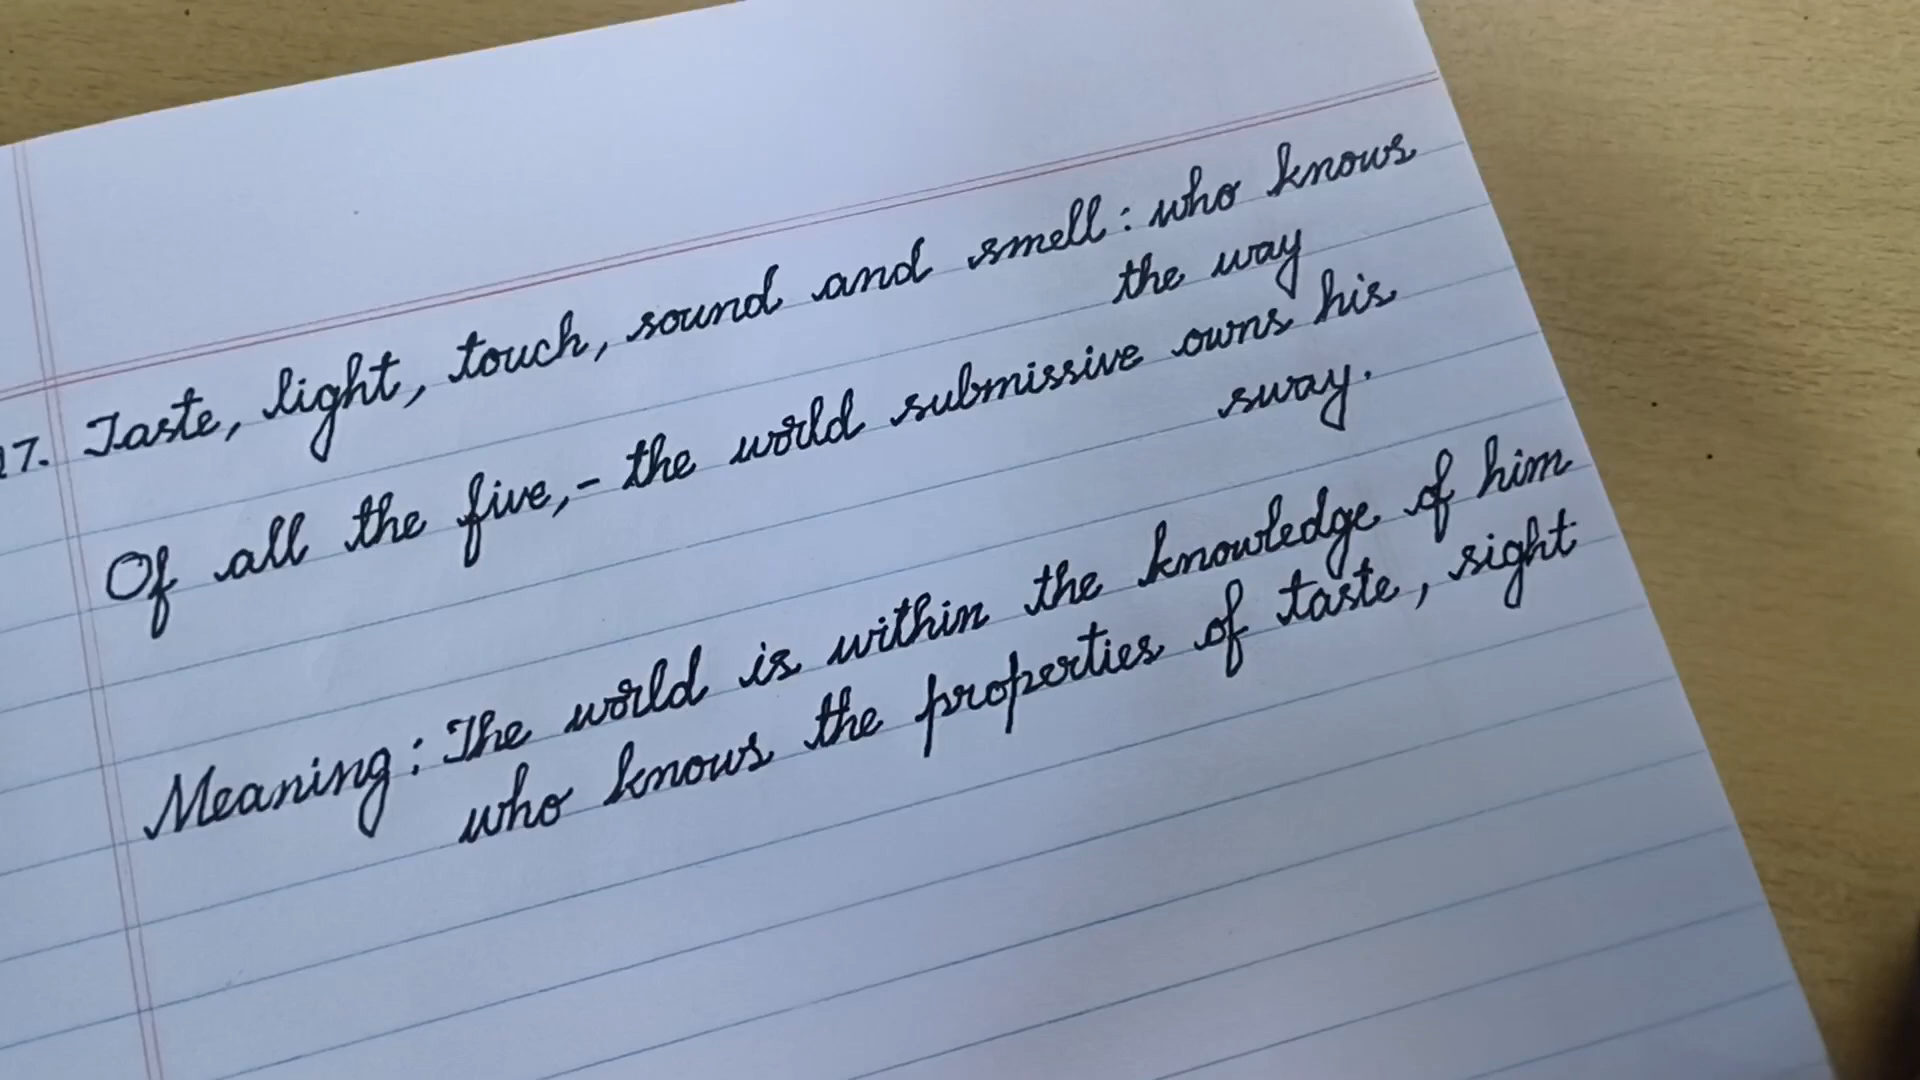 27. Taste, light, touch, sound and smell: who knows
the way
Of all the five,- the world submissive owns his
sway.
Meaning: The world is within the knowledge of him
who knows the properties of taste, sight